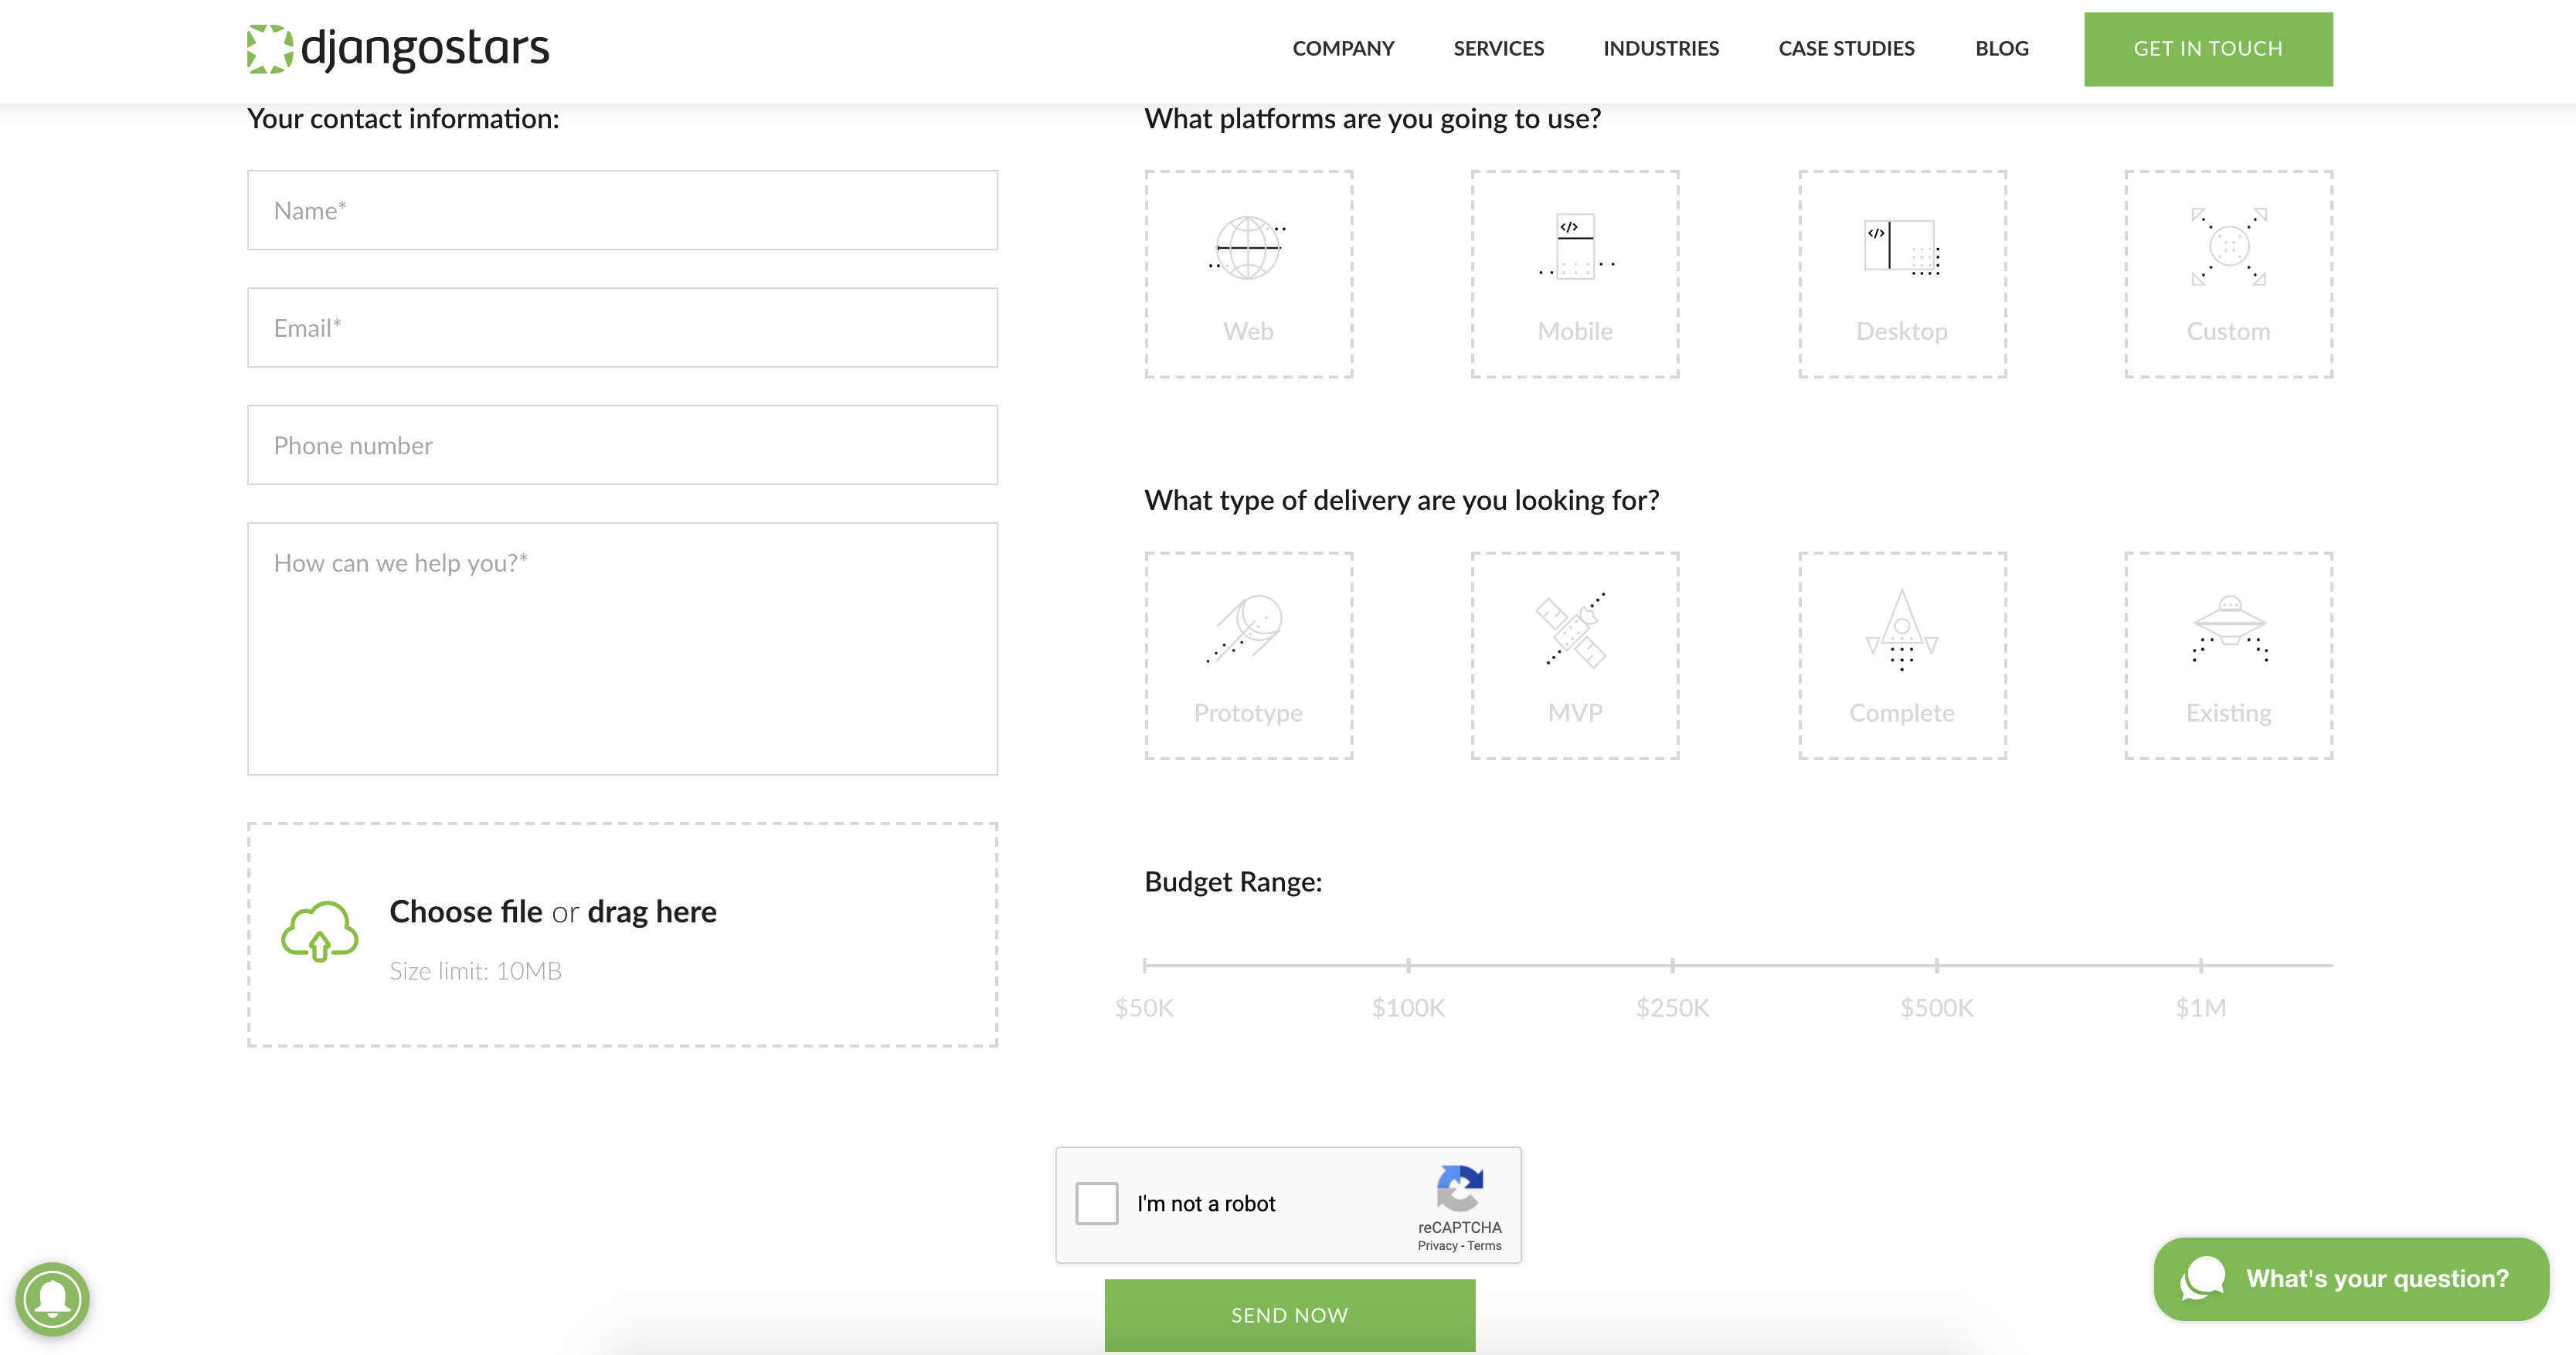 djangostars
COMPANY
SERVICES
INDUSTRIES
CASE STUDIES
BLOG
GET IN TOUCH
Your contact information:
Name*
Email*
Phone number
How can we help you?*
Choose file or drag here
Size limit: 10MB
What platforms are you going to use?
</>
</>
Web
Mobile
Desktop
Custom
What type of delivery are you looking for?
Prototype
MVP
Complete
Existing
Budget Range:
$50K
$100K
$250K
$500K
$1M
I'm not a robot
reCAPTCHA
Privacy - Terms
SEND NOW
What's your question?